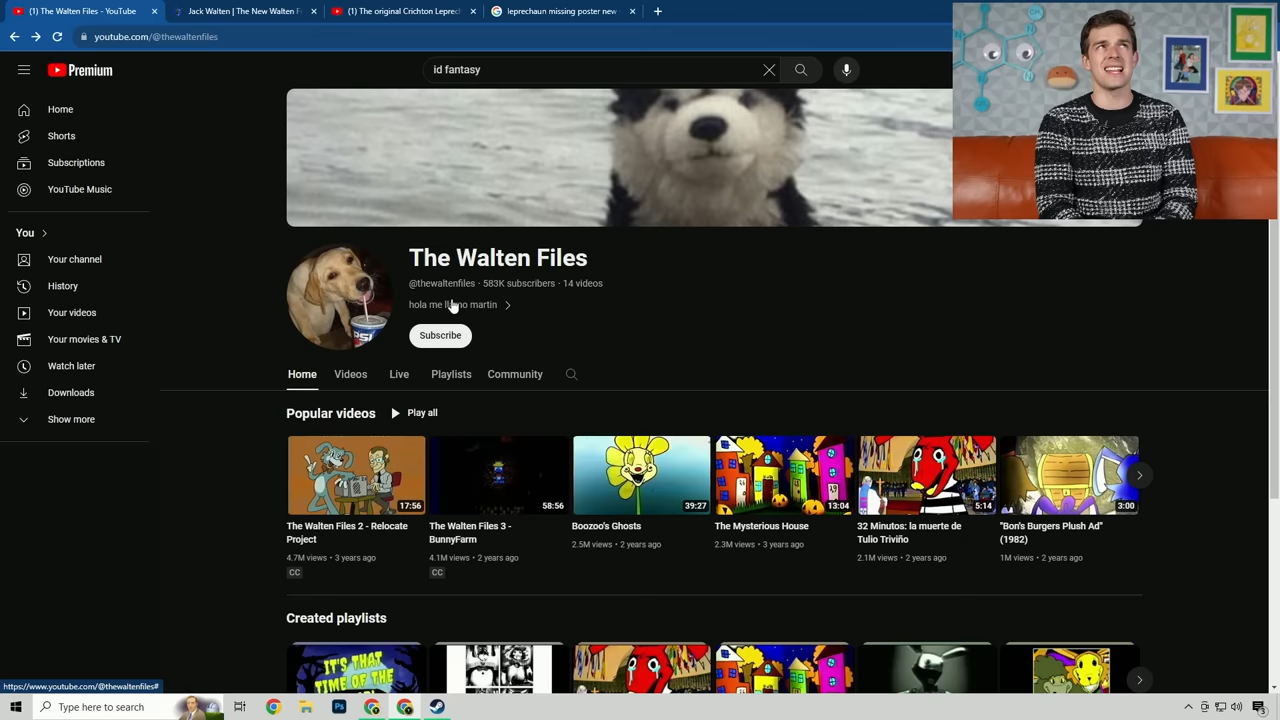 (1) The Walten Files - YouTube
Jack Walten | The New Walten F
(1) The original Crichton Leprec
leprechaun missing poster new
youtube.com/@thewaltenfiles
Premium
id fantasy
Home
Shorts
Subscriptions
YouTube Music
You
Your channel
History
Your videos
Your movies & TV
Watch later
Downloads
Show more
The Walten Files
@thewaltenfiles · 583K subscribers · 14 videos
hola me llamo martin
Subscribe
Home
Videos
Live
Playlists
Community
Popular videos
Play all
17:56
58:56
39:27
13:04
5:14
3:00
The Walten Files 2 - Relocate
Project
4.7M views • 3 years ago
CC
The Walten Files 3 -
BunnyFarm
4.1M views • 2 years ago
CC
Boozoo's Ghosts
2.5M views • 2 years ago
The Mysterious House
2.3M views • 3 years ago
32 Minutos: la muerte de
Tulio Triviño
2.1M views • 2 years ago
"Bon's Burgers Plush Ad"
(1982)
1M views • 2 years ago
Created playlists
IT'S THAT
TIME OF THE
https://www.youtube.com/@thewaltenfiles#
Type here to search